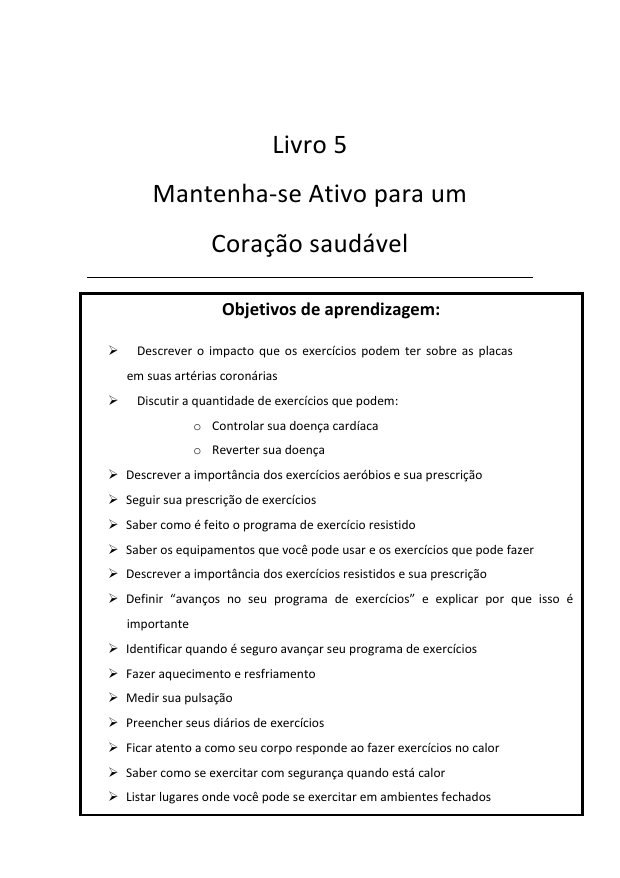 Livro 5
Mantenha-se Ativo para um
Coração saudável
Objetivos de aprendizagem:
➢ Descrever o impacto que os exercícios podem ter sobre as placas
em suas artérias coronárias
➢ Discutir a quantidade de exercícios que podem:
o Controlar sua doença cardíaca
o Reverter sua doença
➢ Descrever a importância dos exercícios aeróbios e sua prescrição
➢ Seguir sua prescrição de exercícios
➢ Saber como é feito o programa de exercício resistido
➢ Saber os equipamentos que você pode usar e os exercícios que pode fazer
➢ Descrever a importância dos exercícios resistidos e sua prescrição
➢ Definir “avanços no seu programa de exercícios” e explicar por que isso é
importante
➢ Identificar quando é seguro avançar seu programa de exercícios
➢ Fazer aquecimento e resfriamento
➢ Medir sua pulsação
➢ Preencher seus diários de exercícios
➢ Ficar atento a como seu corpo responde ao fazer exercícios no calor
➢ Saber como se exercitar com segurança quando está calor
➢ Listar lugares onde você pode se exercitar em ambientes fechados